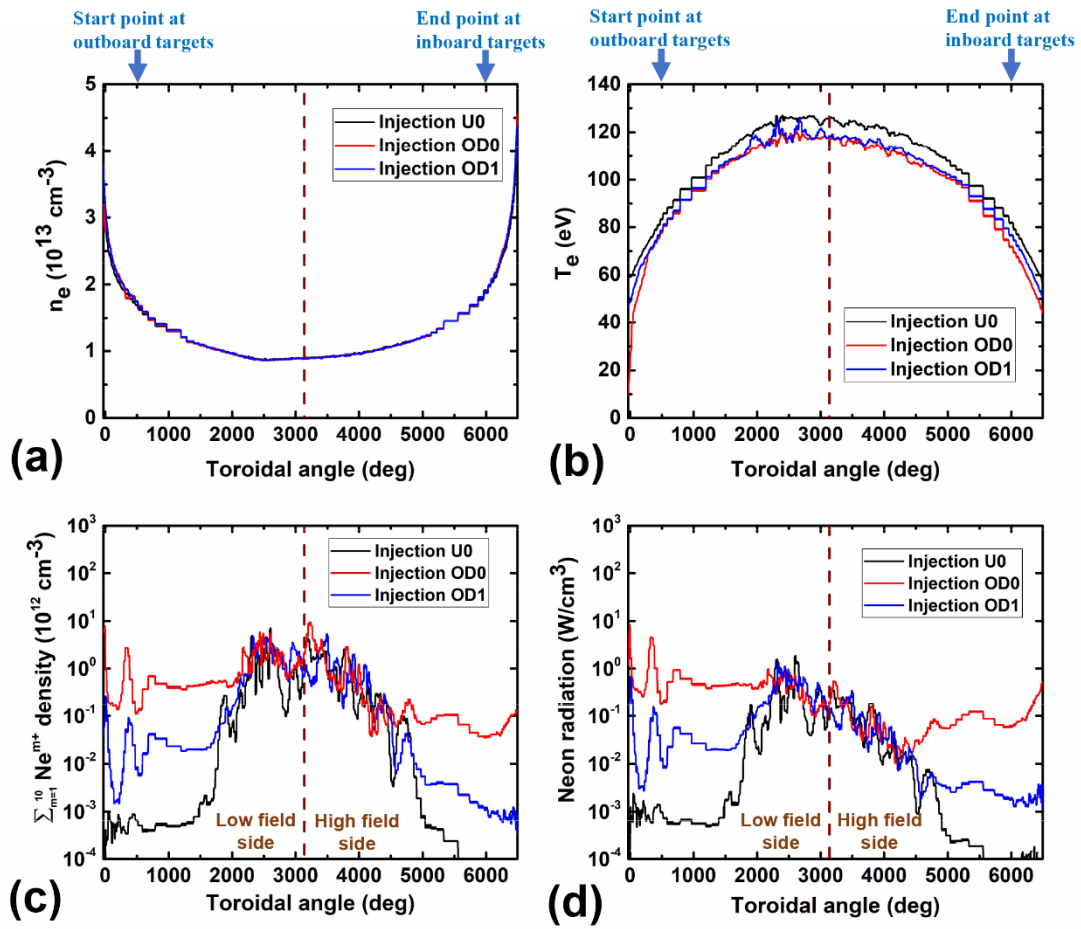 Start point at
outboard targets
End point at
inboard targets
Start point at
outboard targets
End point at
inboard targets
5
4
3
2
1
0
n_e (10^13 cm-3)
Injection U0
Injection OD0
Injection OD1
0 1000 2000 3000 4000 5000 6000
Toroidal angle (deg)
(a)
140
120
100
80
60
40
20
0
T_e (eV)
Injection U0
Injection OD0
Injection OD1
0 1000 2000 3000 4000 5000 6000
Toroidal angle (deg)
(b)
10^3
10^2
10^1
10^0
10^-1
10^-2
10^-3
10^-4
∑_{m=1}^{10} Ne^{m+} density (10^12 cm-3)
Injection U0
Injection OD0
Injection OD1
Low field
side
High field
side
0 1000 2000 3000 4000 5000 6000
Toroidal angle (deg)
(c)
10^3
10^2
10^1
10^0
10^-1
10^-2
10^-3
10^-4
Neon radiation (W/cm^3)
Injection U0
Injection OD0
Injection OD1
Low field
side
High field
side
0 1000 2000 3000 4000 5000 6000
Toroidal angle (deg)
(d)